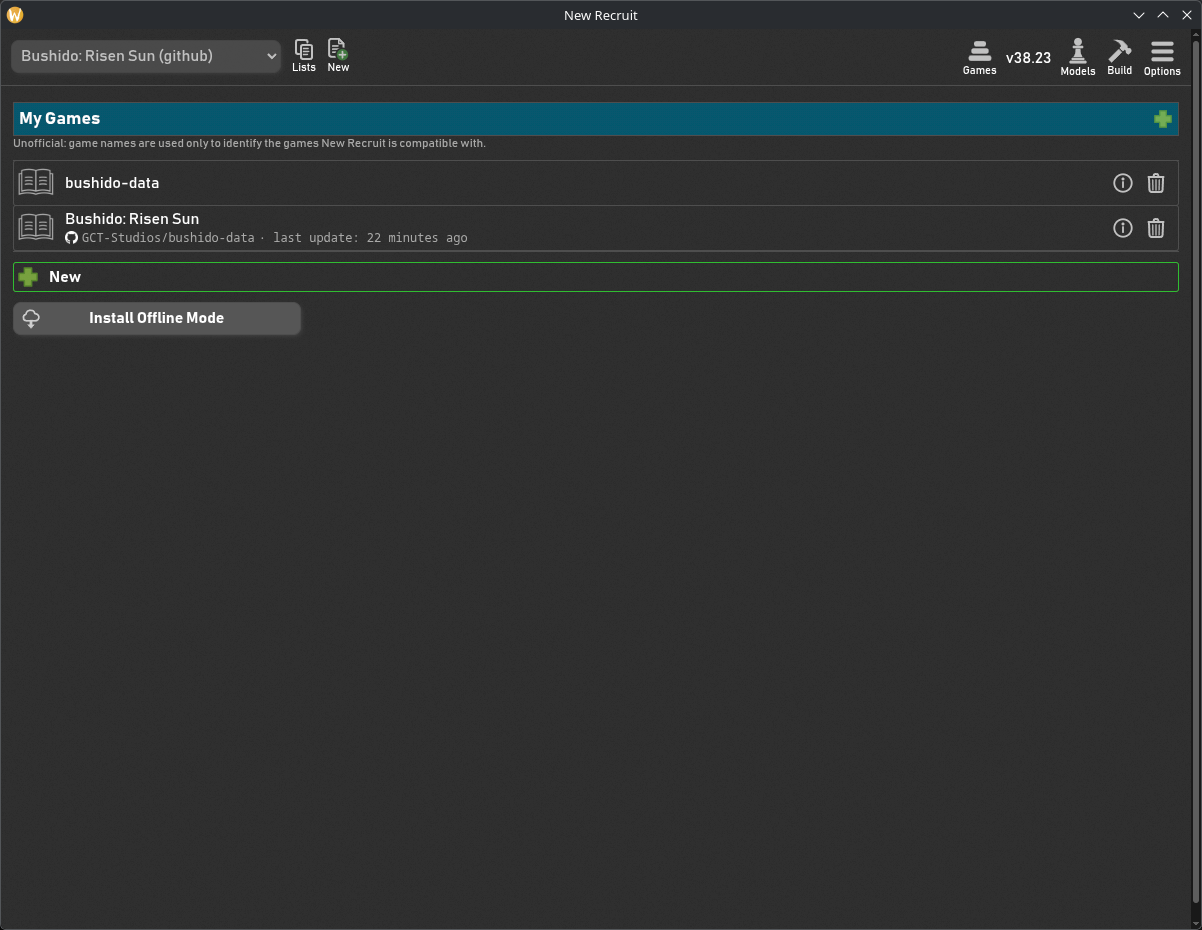 New Recruit
Bushido: Risen Sun (github)
Lists
New
Games
v38.23
Models
Build
Options
My Games
Unofficial: game names are used only to identify the games New Recruit is compatible with.
bushido-data
Bushido: Risen Sun
GCT-Studios/bushido-data · last update: 22 minutes ago
New
Install Offline Mode